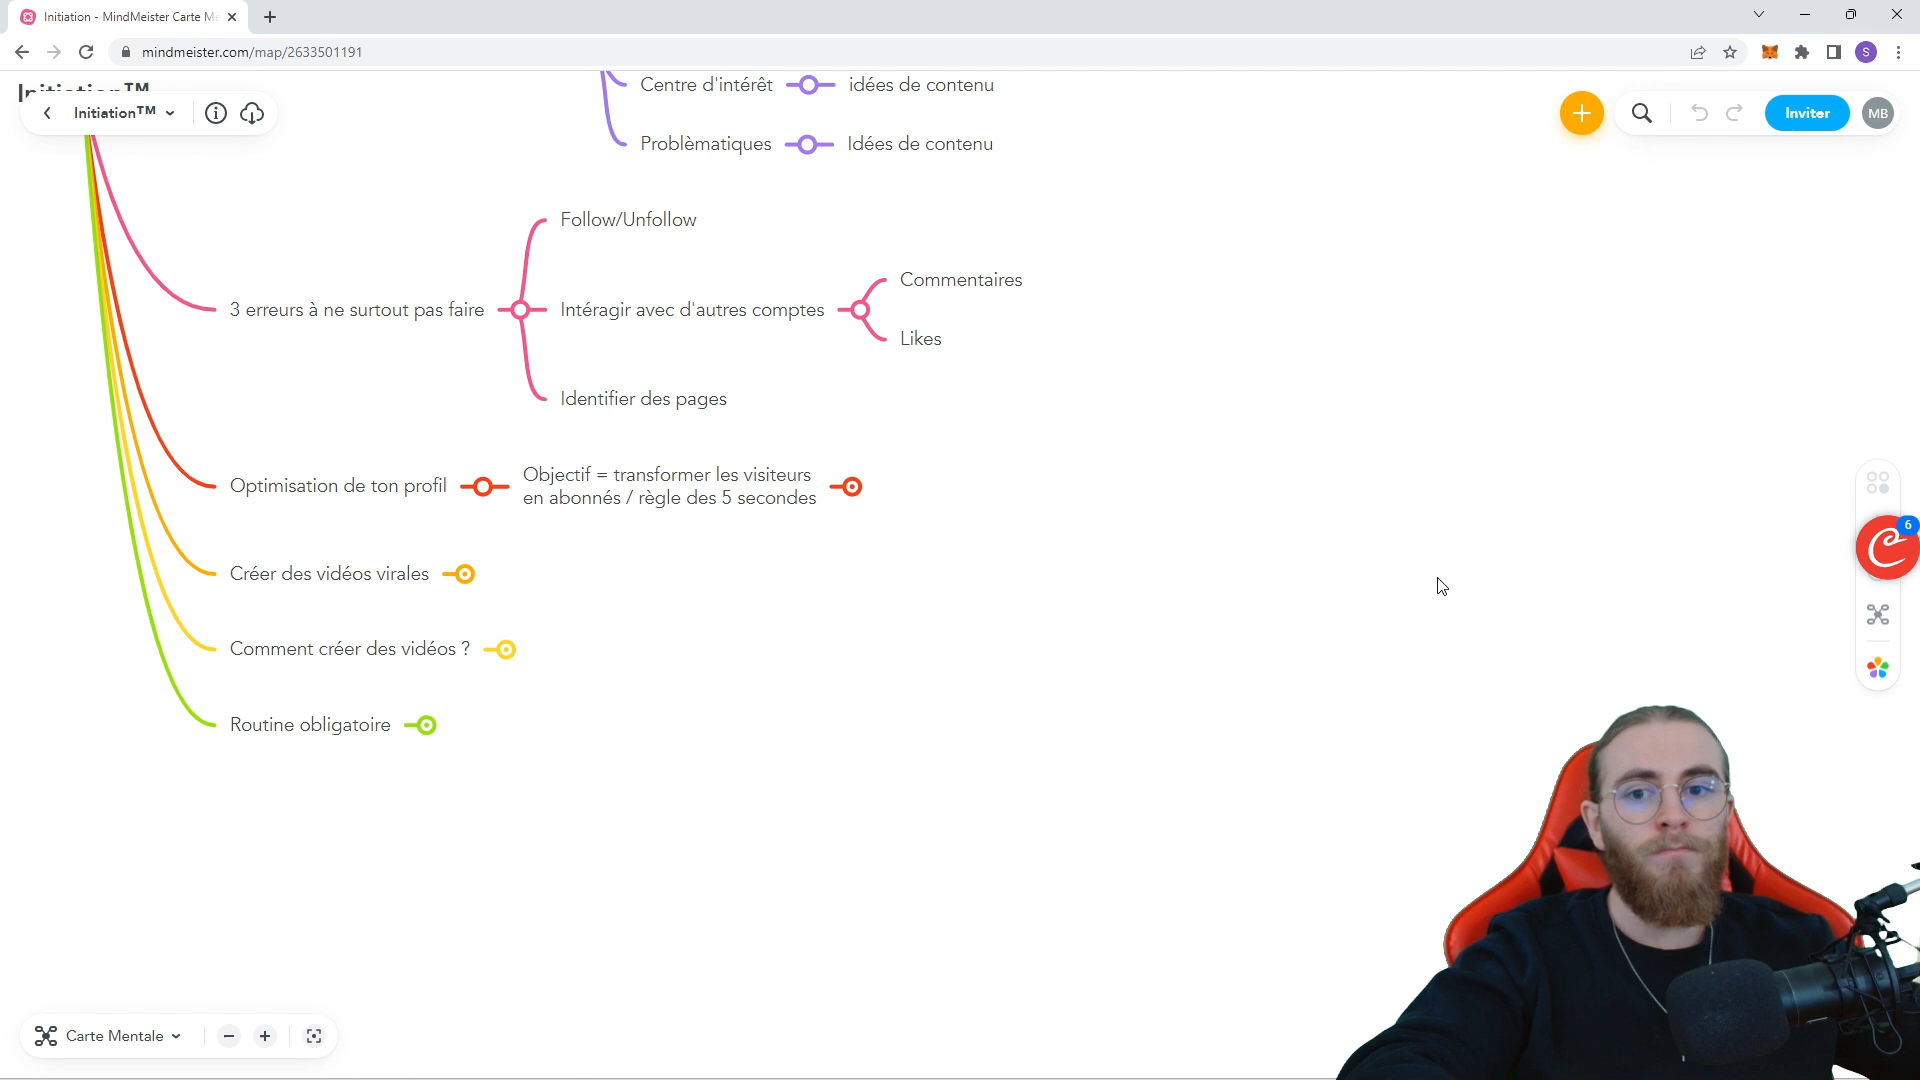 Initiation - MindMeister Carte Me
mindmeister.com/map/2633501191
S
Initiation™
Initiation™
Inviter
MB
Centre d'intérêt
idées de contenu
Problèmatiques
Idées de contenu
Follow/Unfollow
3 erreurs à ne surtout pas faire
Intéragir avec d'autres comptes
Commentaires
Likes
Identifier des pages
Optimisation de ton profil
Objectif = transformer les visiteurs
en abonnés / règle des 5 secondes
6
Créer des vidéos virales
Comment créer des vidéos ?
Routine obligatoire
Carte Mentale